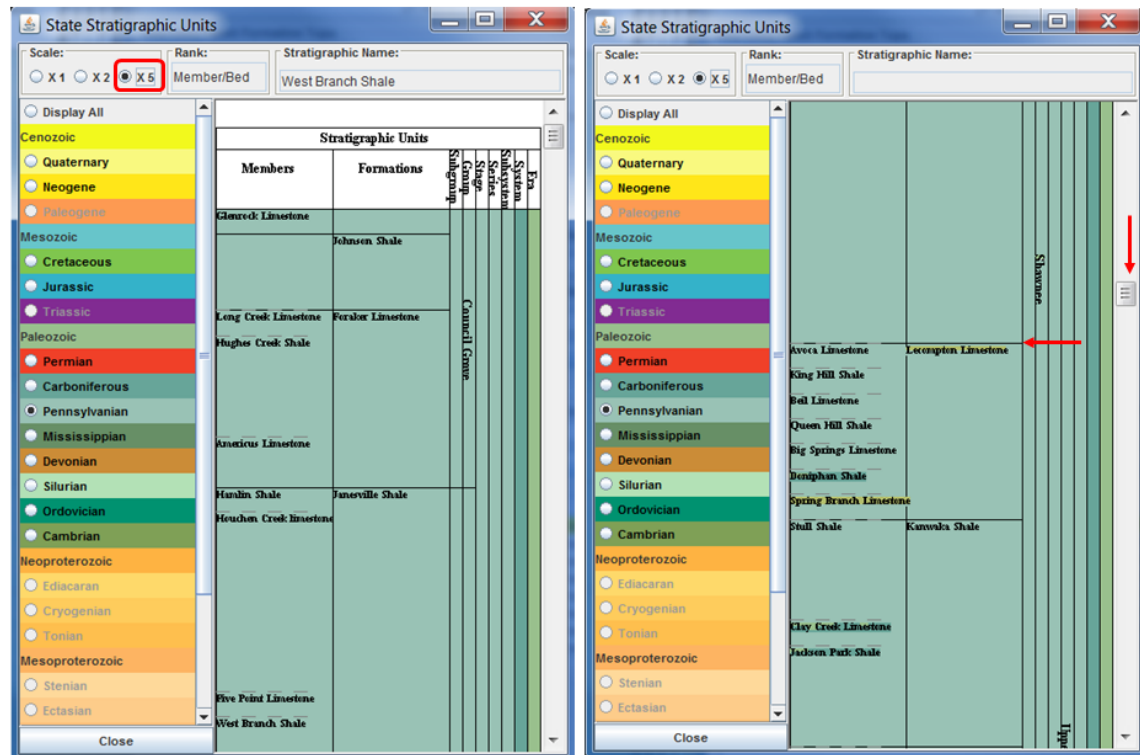 State Stratigraphic Units
Scale:
Rank:
Stratigraphic Name:
X 1
X 2
X 5
Member/Bed
West Branch Shale
Display All
Cenozoic
Quaternary
Neogene
Paleogene
Mesozoic
Cretaceous
Jurassic
Triassic
Paleozoic
Permian
Carboniferous
Pennsylvanian
Mississippian
Devonian
Silurian
Ordovician
Cambrian
Neoproterozoic
Ediacaran
Cryogenian
Tonian
Mesoproterozoic
Stenian
Ectasian
Close
Stratigraphic Units
Members
Formations
Subgroup
Group
Stage
Series
Subsystem
System
Era
Glenrock Limestone
Johnson Shale
Long Creek Limestone
Foraker Limestone
Hughes Creek Shale
Council Grove
Americus Limestone
Hamlin Shale
Janesville Shale
Houchen Creek limestone
Five Point Limestone
West Branch Shale
State Stratigraphic Units
Scale:
Rank:
Stratigraphic Name:
X 1
X 2
X 5
Member/Bed
Display All
Cenozoic
Quaternary
Neogene
Paleogene
Mesozoic
Cretaceous
Jurassic
Triassic
Paleozoic
Permian
Carboniferous
Pennsylvanian
Mississippian
Devonian
Silurian
Ordovician
Cambrian
Neoproterozoic
Ediacaran
Cryogenian
Tonian
Mesoproterozoic
Stenian
Ectasian
Close
Shawnee
Avoca Limestone
Lecompton Limestone
King Hill Shale
Beil Limestone
Queen Hill Shale
Big Springs Limestone
Doniphan Shale
Spring Branch Limestone
Stull Shale
Kanwaka Shale
Clay Creek Limestone
Jackson Park Shale